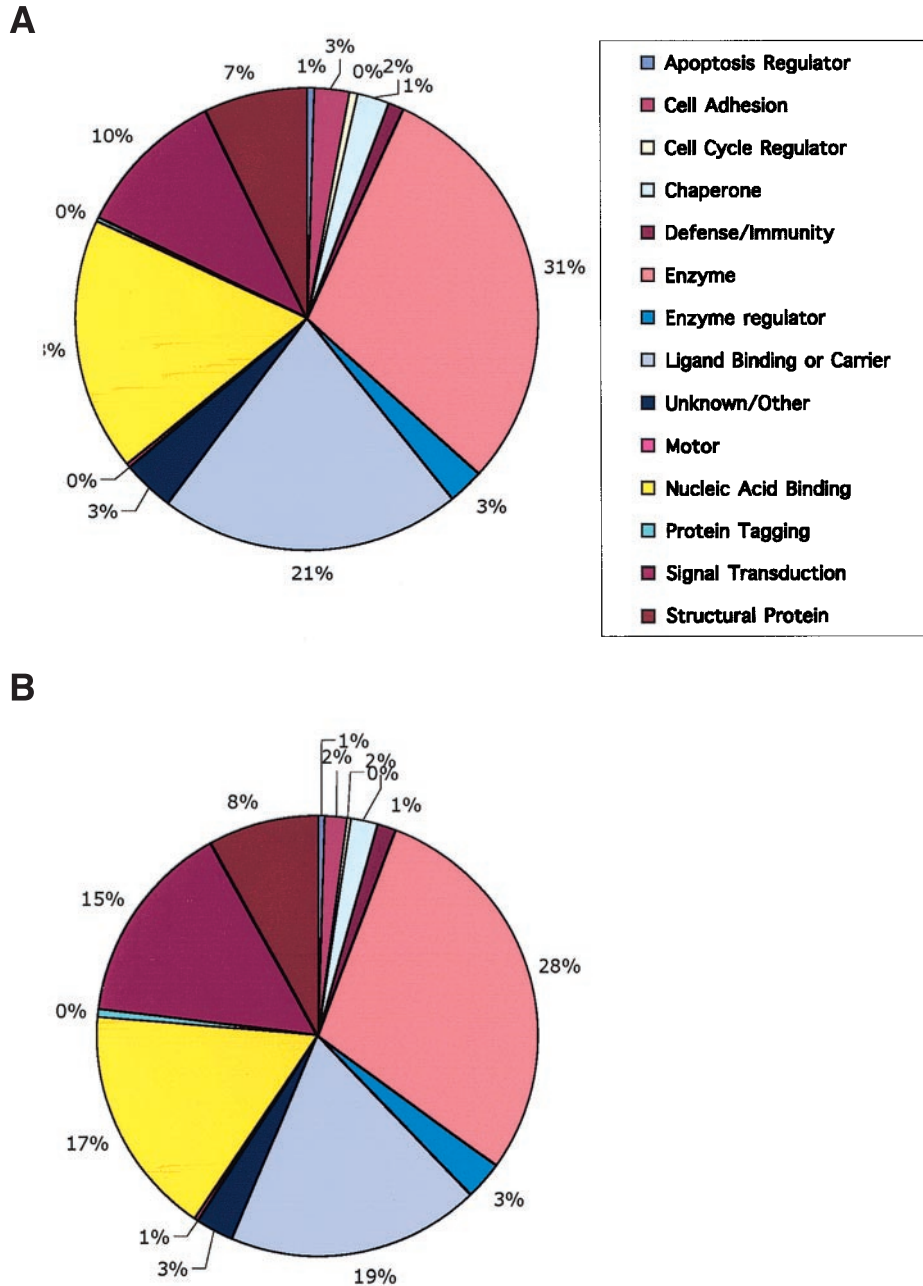 A
3%
7%
1%
0%
2%
1%
10%
0%
31%
%
0%
3%
3%
21%
Apoptosis Regulator
Cell Adhesion
Cell Cycle Regulator
Chaperone
Defense/Immunity
Enzyme
Enzyme regulator
Ligand Binding or Carrier
Unknown/Other
Motor
Nucleic Acid Binding
Protein Tagging
Signal Transduction
Structural Protein
B
1%
2%
2%
0%
8%
1%
15%
28%
0%
17%
3%
1%
3%
19%